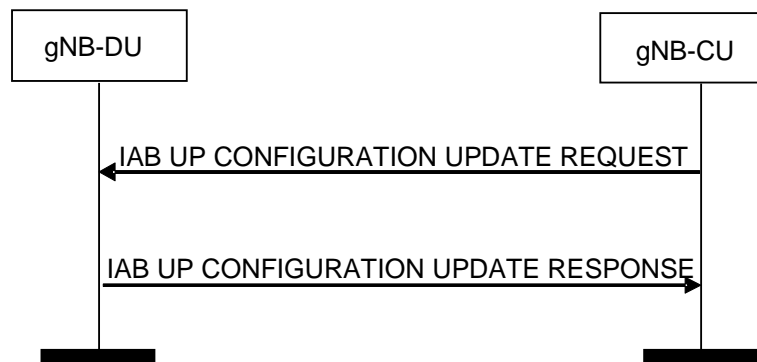 gNB-DU
gNB-CU
IAB UP CONFIGURATION UPDATE REQUEST
IAB UP CONFIGURATION UPDATE RESPONSE